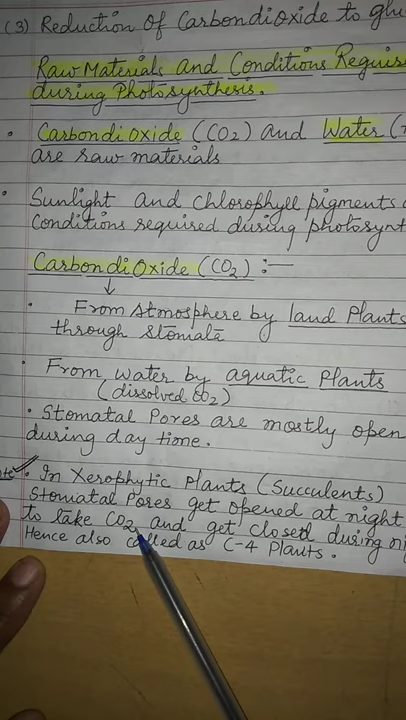 (3) Reduction Of Carbondioxide to glu
Raw Materials and Conditions Requir
during Photosynthesis.
• Carbondioxide (CO2) and Water (
are raw materials
• Sunlight and Chlorophyll pigments
Conditions required during photosynt
Carbondioxide (CO2) :—
↓
• From Atmosphere by land Plants
through Stomata
• From Water by aquatic Plants
(dissolved CO2)
• Stomatal Pores are mostly open
during day time.
• In Xerophytic Plants (Succulents)
Stomatal Pores get opened at night
to take CO2 and get closed during
Hence also called as C-4 Plants.